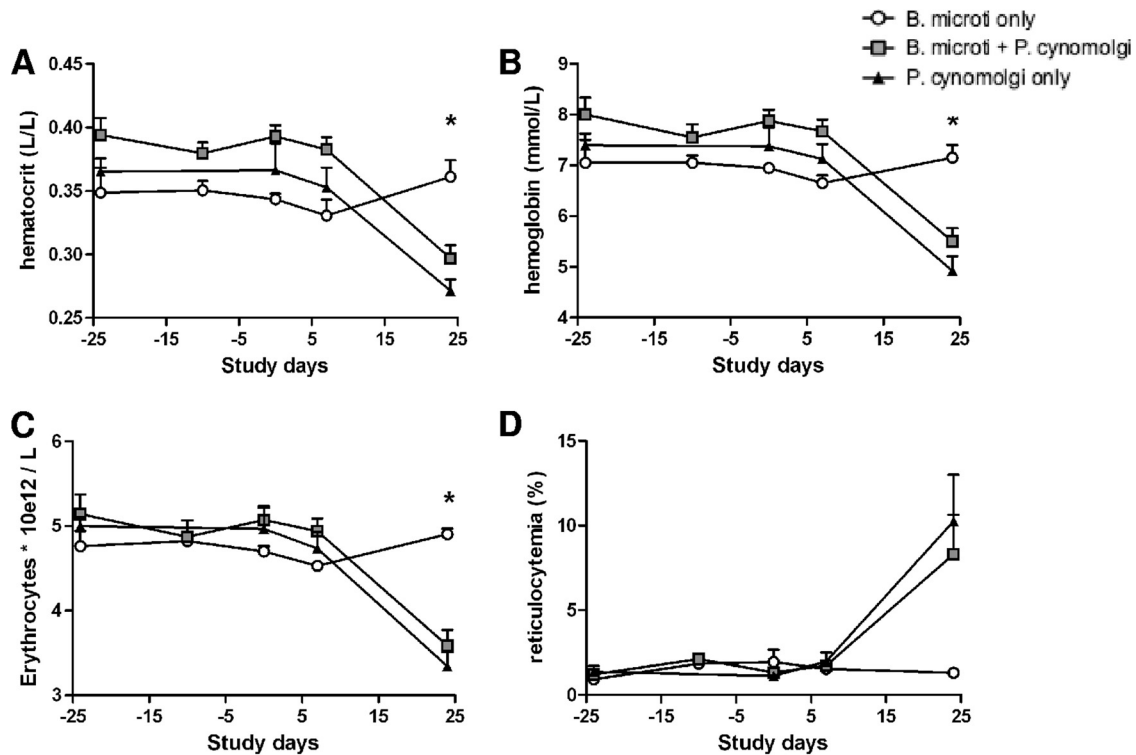 B. microti only
B. microti + P. cynomolgi
P. cynomolgi only
A
hematocrit (L/L)
0.45
0.40
0.35
0.30
0.25
*
-25 -15 -5 5 15 25
Study days
B
hemoglobin (mmol/L)
9
8
7
6
5
4
*
-25 -15 -5 5 15 25
Study days
C
Erythrocytes * 10e12 / L
6
5
4
3
*
-25 -15 -5 5 15 25
Study days
D
reticulocytemia (%)
15
10
5
0
-25 -15 -5 5 15 25
Study days